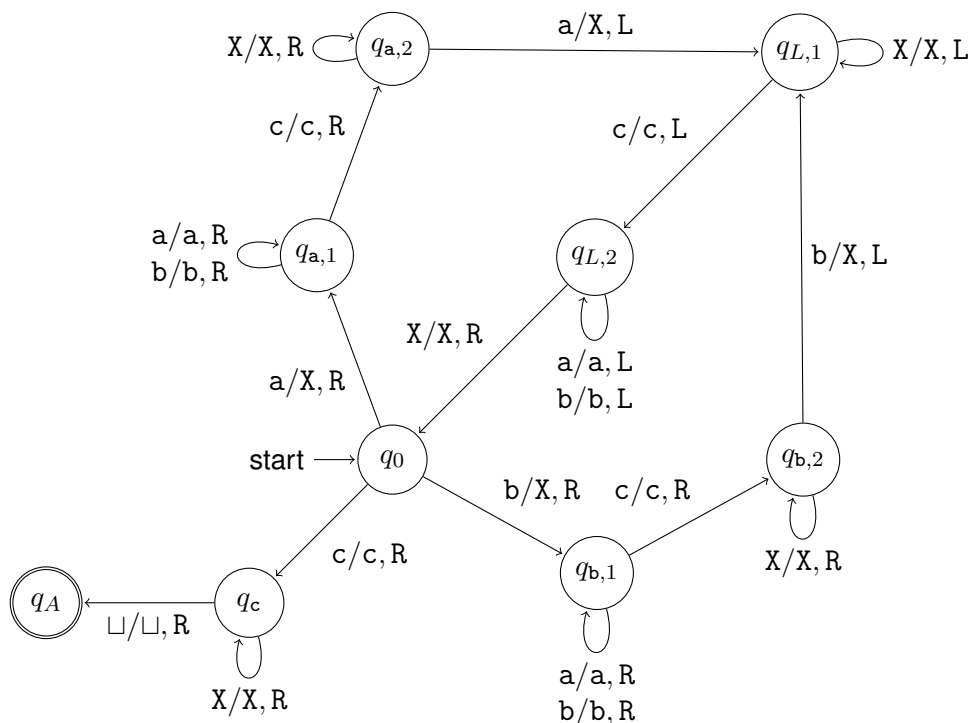 a/X, L
X/X, R
q_{a,2}
q_{L,1}
X/X, L
c/c, R
c/c, L
a/a, R
b/b, R
q_{a,1}
q_{L,2}
b/X, L
X/X, R
a/a, L
b/b, L
a/X, R
start
q_0
q_{b,2}
b/X, R
c/c, R
c/c, R
X/X, R
q_A
q_c
q_{b,1}
⊔/⊔, R
X/X, R
a/a, R
b/b, R